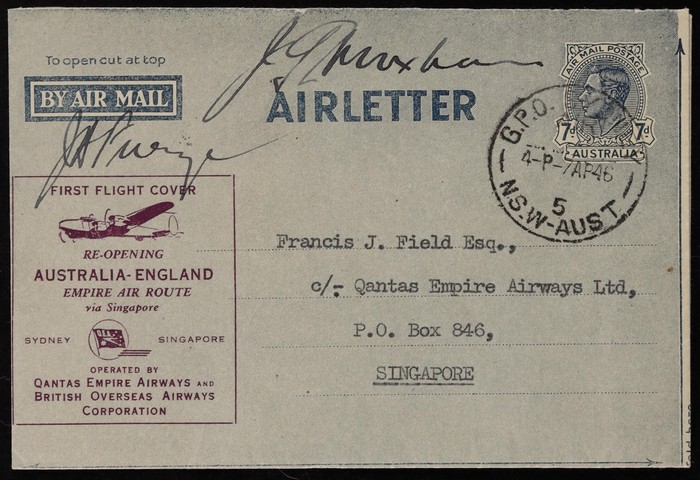 To open cut at top
BY AIR MAIL
AIRLETTER
AIR MAIL POSTAGE
7d 7d
AUSTRALIA
G.P.O.
4-P-7AP46
5
N.S.W-AUST.
FIRST FLIGHT COVER
RE-OPENING
AUSTRALIA-ENGLAND
EMPIRE AIR ROUTE
via Singapore
SYDNEY SINGAPORE
OPERATED BY
QANTAS EMPIRE AIRWAYS AND
BRITISH OVERSEAS AIRWAYS
CORPORATION
Francis J. Field Esq.,
c/- Qantas Empire Airways Ltd,
P.O. Box 846,
SINGAPORE